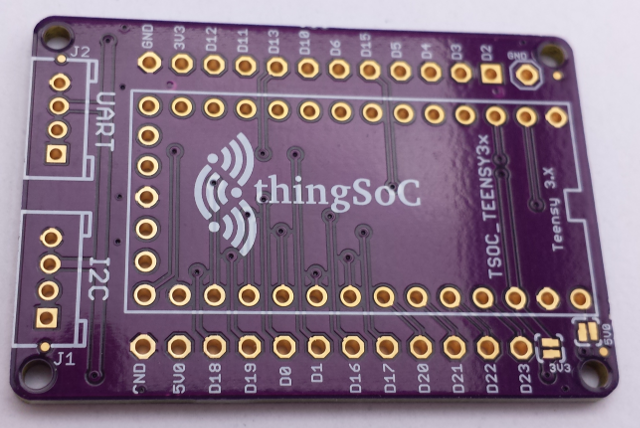 J2
GND
3V3
D12
D11
D13
D10
D6
D15
D5
D4
D3
D2
GND
UART
thingSoC
TSOC_TEENSY3x
Teensy 3.X
I2C
J1
GND
5V0
D18
D19
D0
D1
D16
D17
D20
D21
D22
D23
3V3
5V0